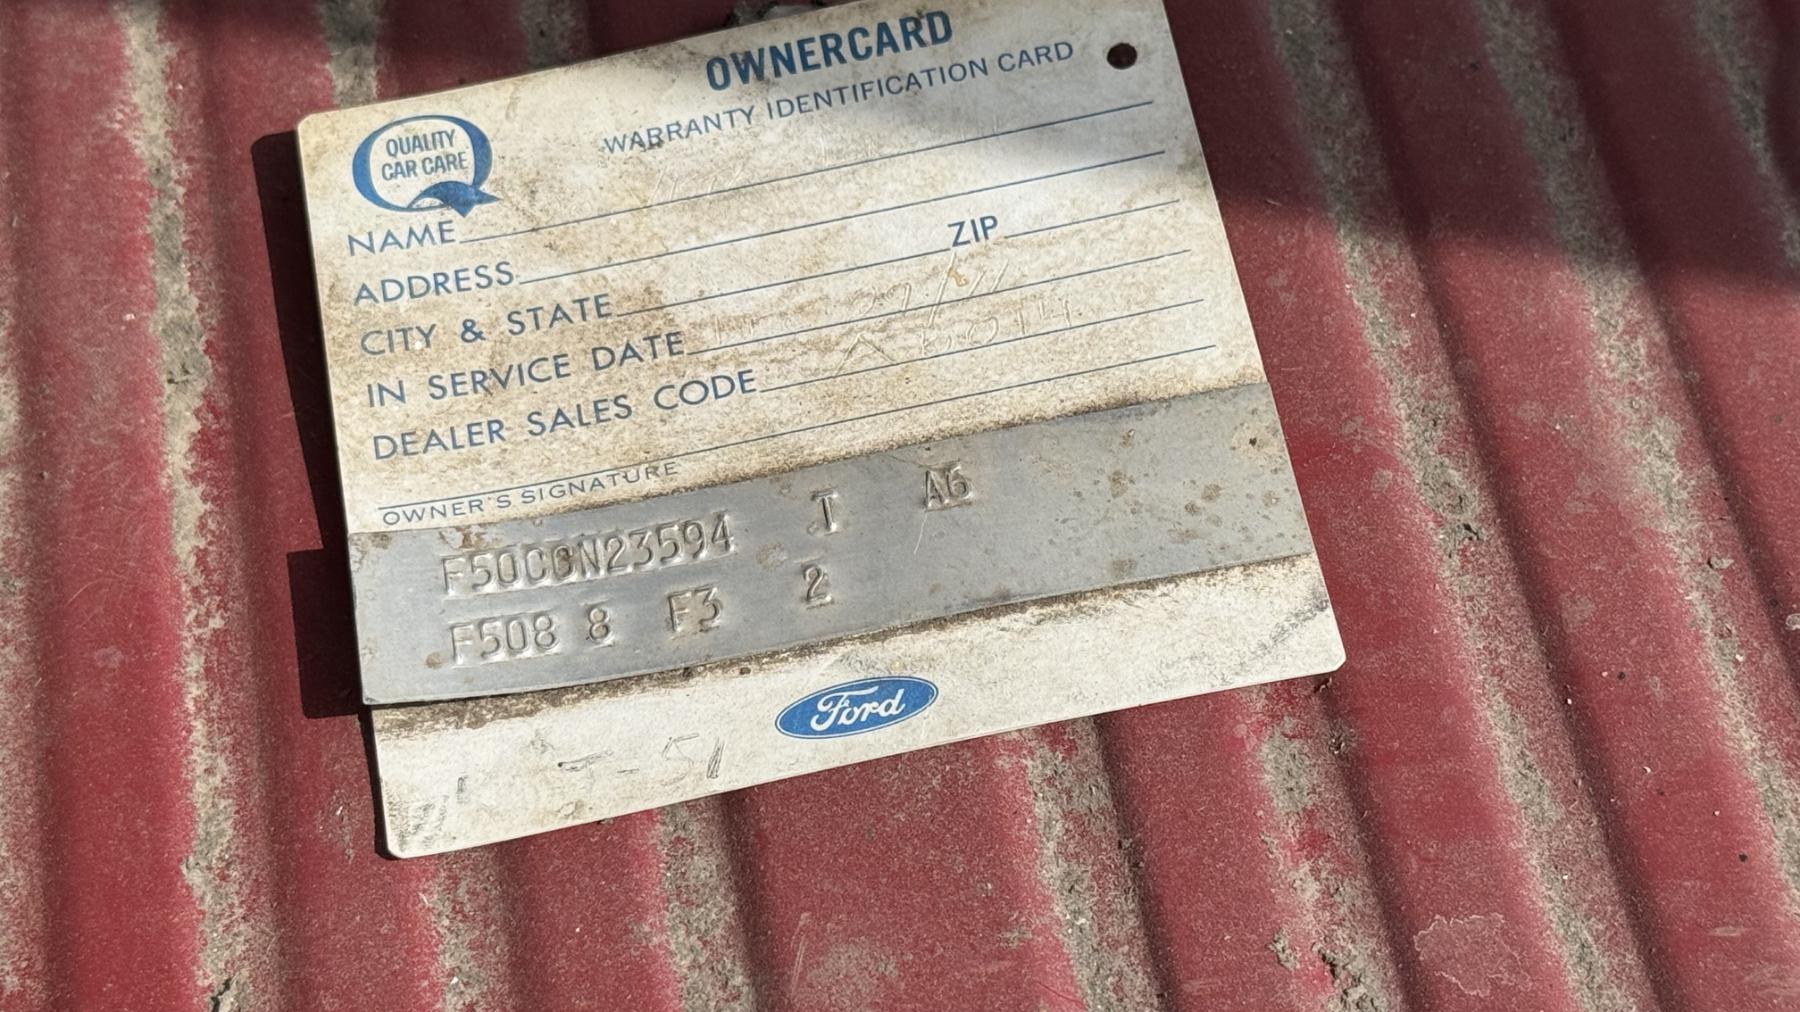 OWNERCARD
WARRANTY IDENTIFICATION CARD
QUALITY
CAR CARE
NAME
ADDRESS
ZIP
CITY & STATE
IN SERVICE DATE
DEALER SALES CODE
OWNER'S SIGNATURE
F50CCN23594 T A6
F508 8 F3 2
Ford